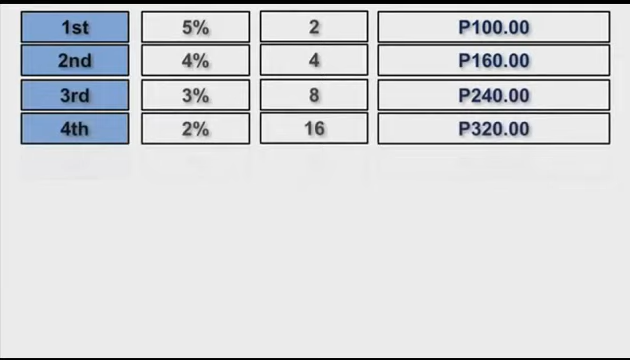 1st 5% 2 P100.00
2nd 4% 4 P160.00
3rd 3% 8 P240.00
4th 2% 16 P320.00